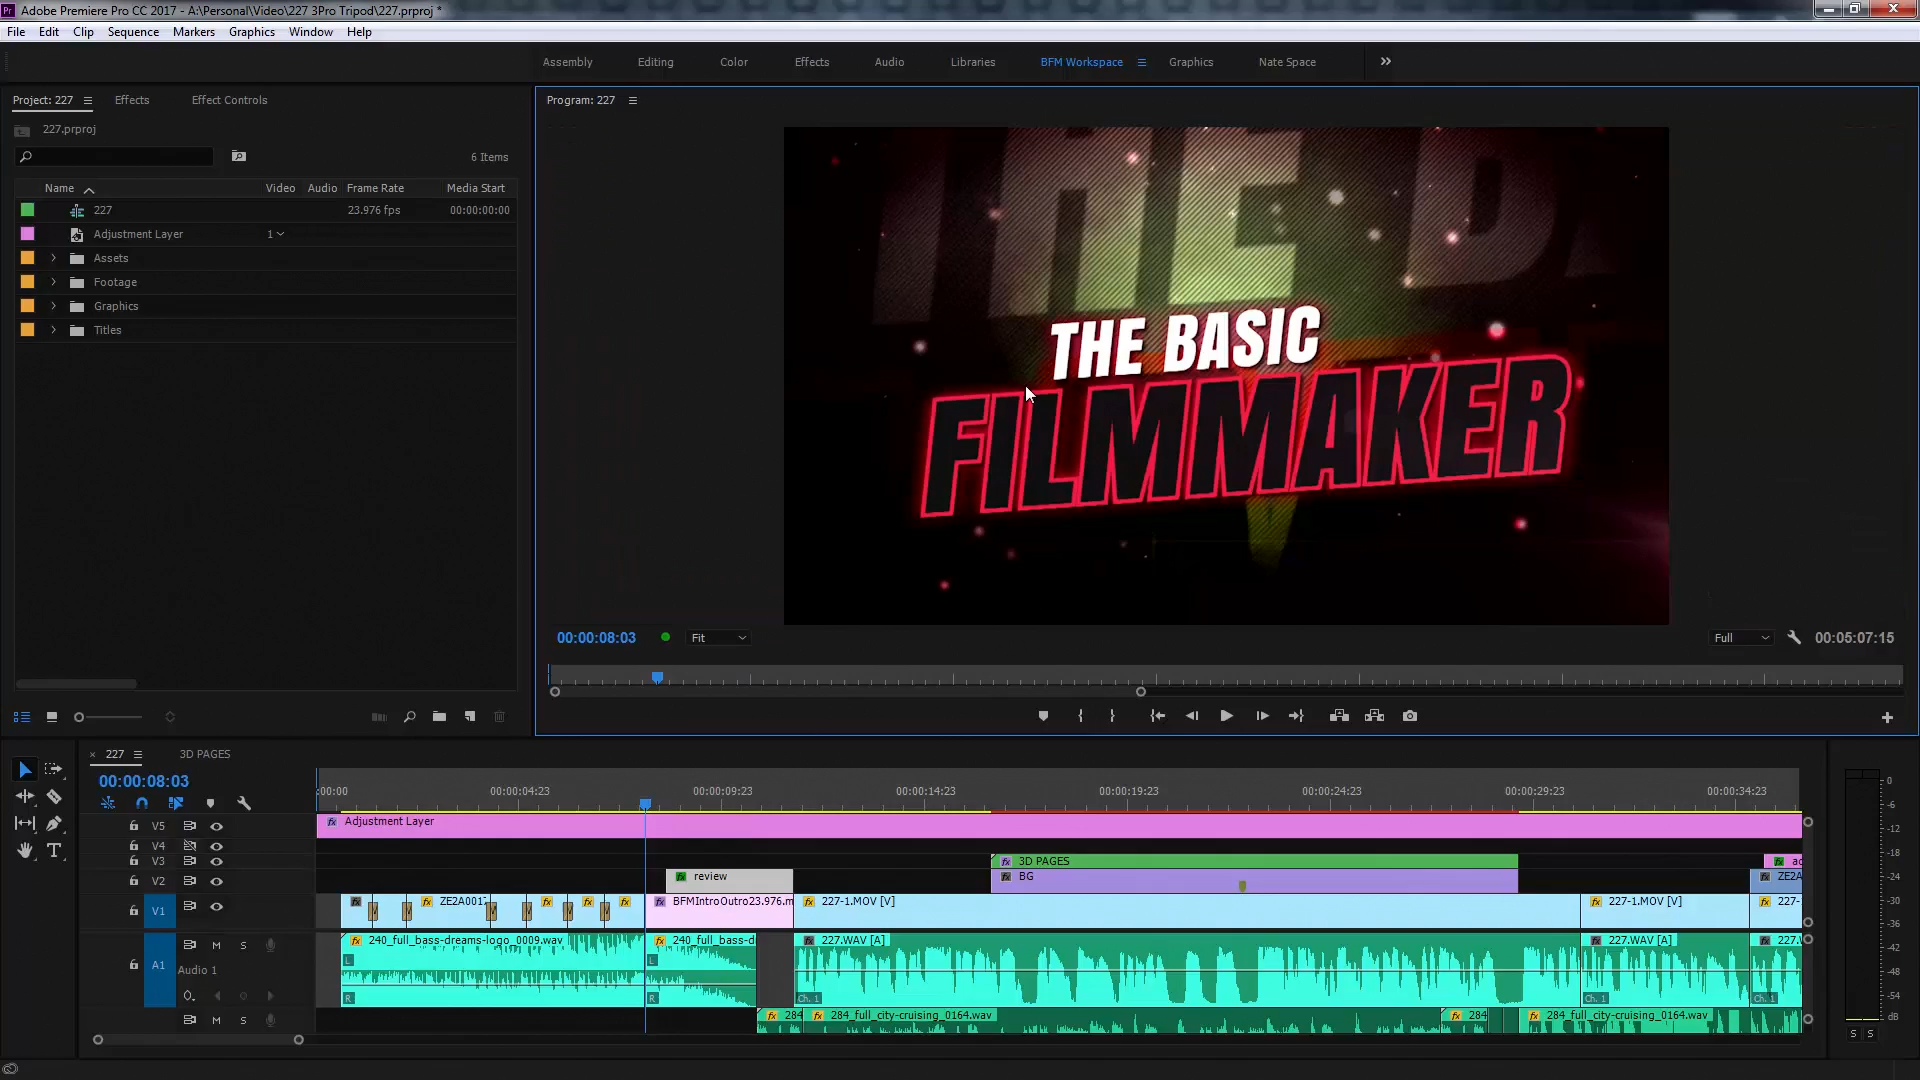 Adobe Premiere Pro CC 2017 - A:\Personal\Video\227 3Pro Tripod\227.prproj *
File Edit Clip Sequence Markers Graphics Window Help
Assembly Editing Color Effects Audio Libraries BFM Workspace Graphics Nate Space
Project: 227 Effects Effect Controls
Program: 227
227.prproj
6 Items
Name Video Audio Frame Rate Media Start
227 23.976 fps 00:00:00:00
Adjustment Layer 1
Assets
Footage
Graphics
Titles
THE BASIC
FILMMAKER
00:00:08:03 Fit Full 00:05:07:15
227 3D PAGES
00:00:08:03
:00:00 00:00:04:23 00:00:09:23 00:00:14:23 00:00:19:23 00:00:24:23 00:00:29:23 00:00:34:23
V5 Adjustment Layer
V4
V3 3D PAGES
V2 review BG ZE2A
V1 ZE2A001 BFMIntroOutro23.976.m 227-1.MOV [V] 227-1.MOV [V] 227-
240_full_bass-dreams-logo_0009.wav 240_full_bass-d 227.WAV [A] 227.WAV [A] 227.
M S
A1 Audio 1
L L
R R Ch. 1 Ch. 1 Ch. 1
M S 284 284_full_city-cruising_0164.wav 284 284_full_city-cruising_0164.wav
0
-6
-12
-18
-24
-30
-36
-42
-48
-54
dB
S S